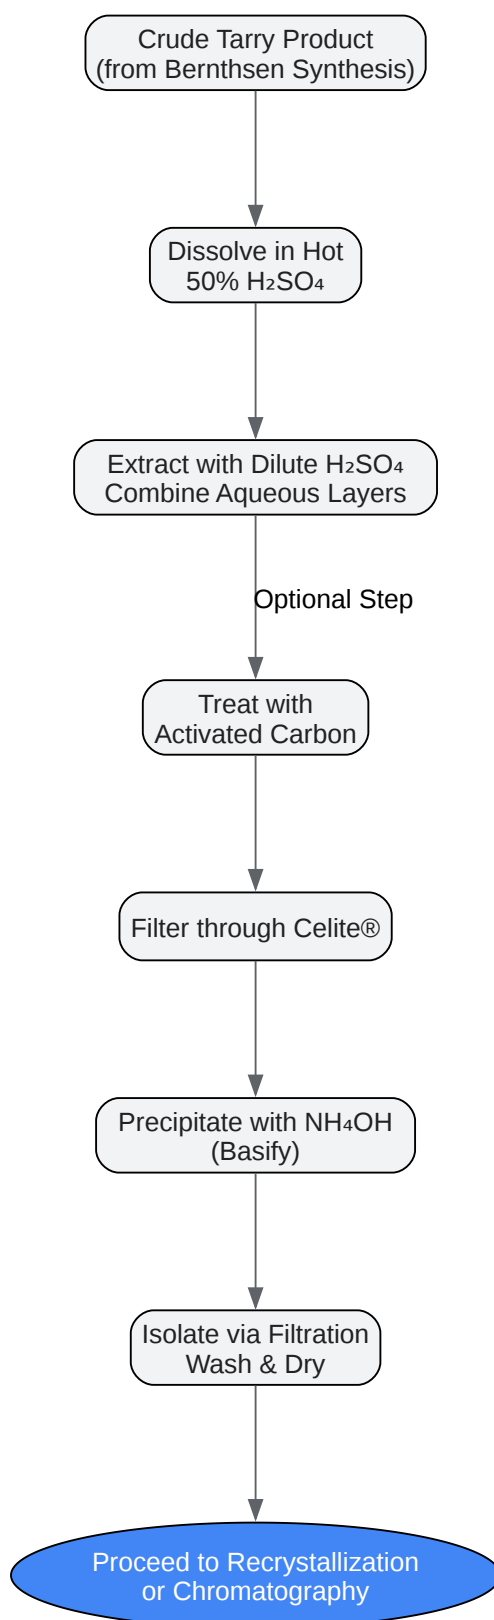 Crude Tarry Product
(from Bernthsen Synthesis)
Dissolve in Hot
50% H₂SO₄
Extract with Dilute H₂SO₄
Combine Aqueous Layers
Optional Step
Treat with
Activated Carbon
Filter through Celite®
Precipitate with NH₄OH
(Basify)
Isolate via Filtration
Wash & Dry
Proceed to Recrystallization
or Chromatography